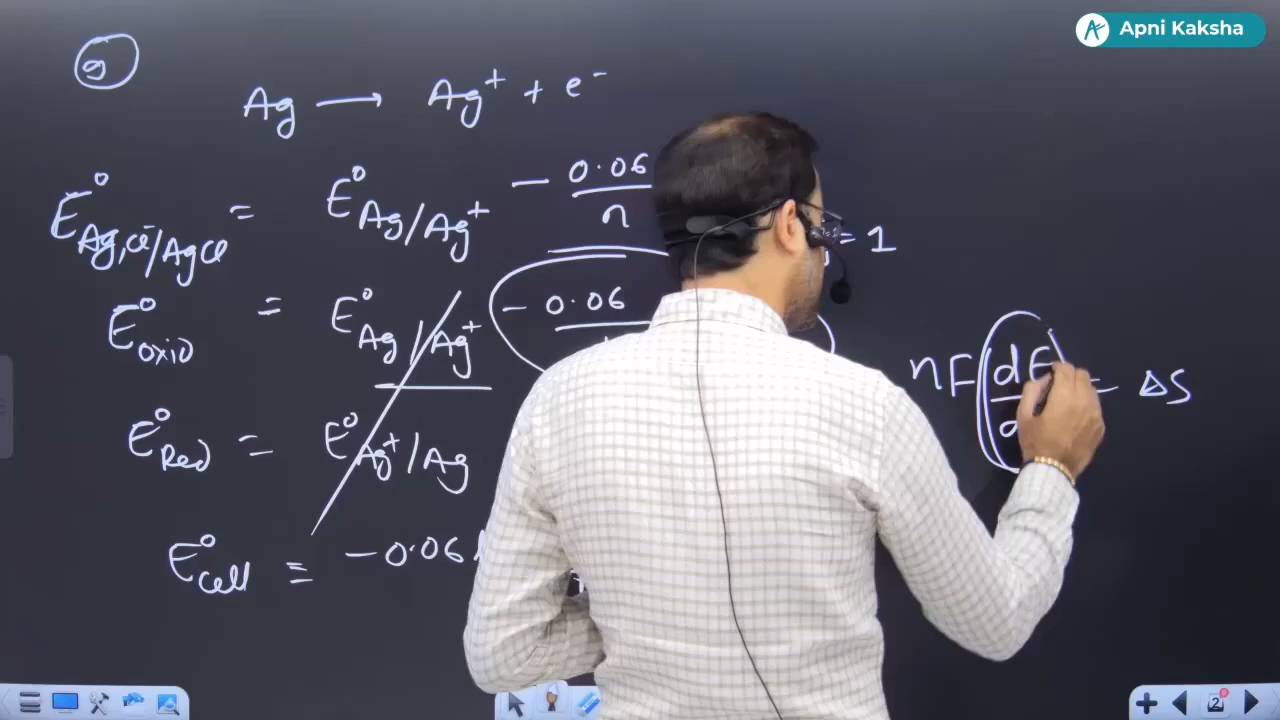 Apni Kaksha
9
Ag ⟶ Ag⁺ + e⁻
E°Ag,Cl⁻/AgCl = E°Ag/Ag⁺ - 0.06/n = 1
E°oxid = E°Ag/Ag⁺ - 0.06
nF dE = ΔS
E°Red = E°Ag⁺/Ag
E°cell = -0.06
2